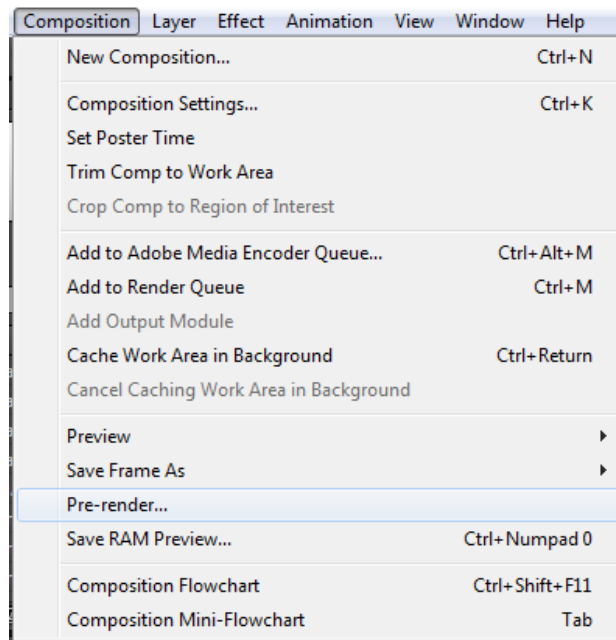 Composition Layer Effect Animation View Window Help
New Composition... Ctrl+N
Composition Settings... Ctrl+K
Set Poster Time
Trim Comp to Work Area
Crop Comp to Region of Interest
Add to Adobe Media Encoder Queue... Ctrl+Alt+M
Add to Render Queue Ctrl+M
Add Output Module
Cache Work Area in Background Ctrl+Return
Cancel Caching Work Area in Background
Preview
Save Frame As
Pre-render...
Save RAM Preview... Ctrl+Numpad 0
Composition Flowchart Ctrl+Shift+F11
Composition Mini-Flowchart Tab